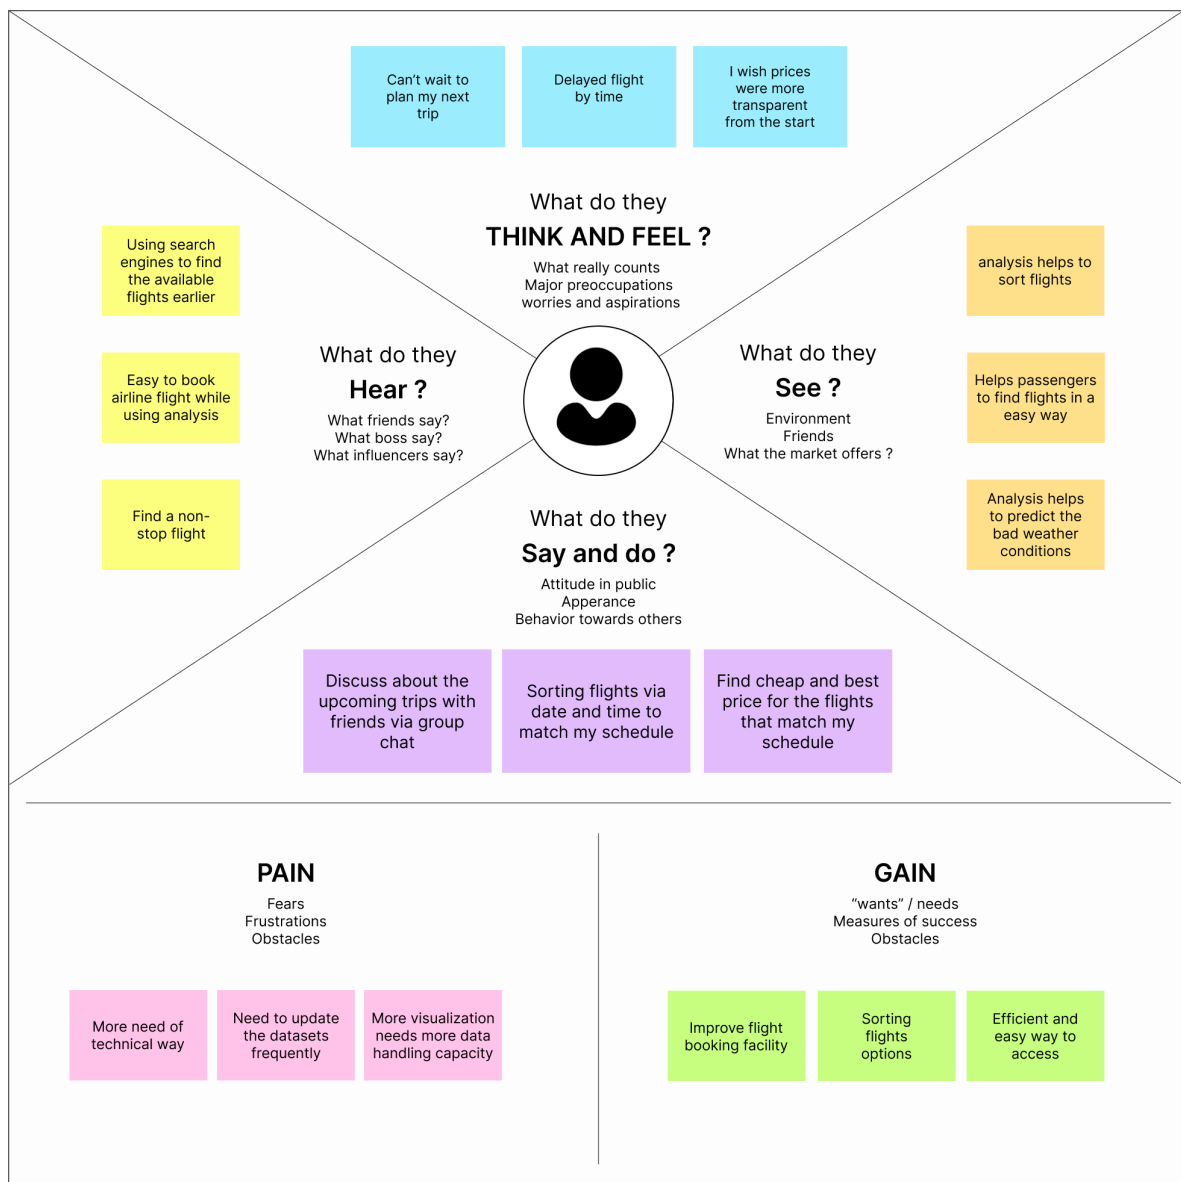 Can't wait to
plan my next
trip
Delayed flight
by time
I wish prices
were more
transparent
from the start
What do they
THINK AND FEEL ?
What really counts
Major preoccupations
worries and aspirations
Using search
engines to find
the available
flights earlier
Easy to book
airline flight while
using analysis
Find a non-
stop flight
What do they
Hear ?
What friends say?
What boss say?
What influencers say?
What do they
See ?
Environment
Friends
What the market offers ?
analysis helps to
sort flights
Helps passengers
to find flights in a
easy way
Analysis helps
to predict the
bad weather
conditions
What do they
Say and do ?
Attitude in public
Apperance
Behavior towards others
Discuss about the
upcoming trips with
friends via group
chat
Sorting flights via
date and time to
match my schedule
Find cheap and best
price for the flights
that match my
schedule
PAIN
Fears
Frustrations
Obstacles
More need of
technical way
Need to update
the datasets
frequently
More visualization
needs more data
handling capacity
GAIN
“wants” / needs
Measures of success
Obstacles
Improve flight
booking facility
Sorting
flights
options
Efficient and
easy way to
access